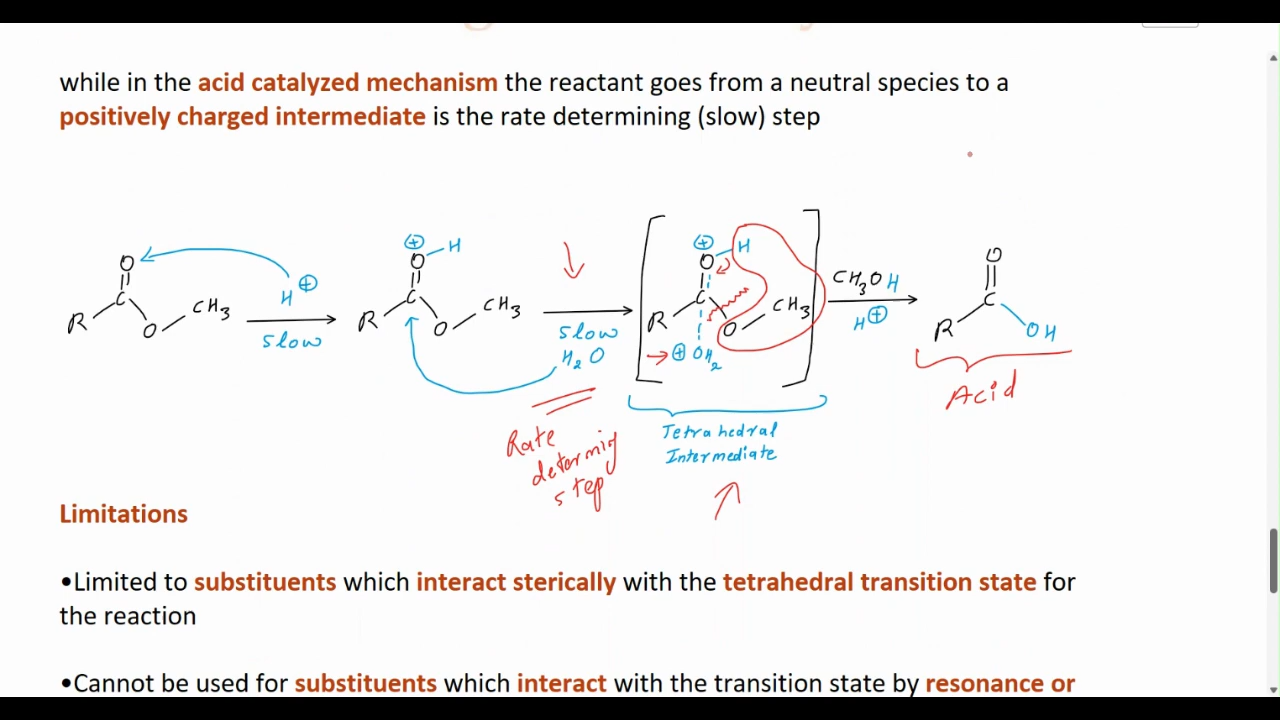 while in the acid catalyzed mechanism the reactant goes from a neutral species to a
positively charged intermediate is the rate determining (slow) step
O
R C O CH3
H ⊕
slow
⊕ O H
R C O CH3
slow
H2O
Rate
determinig
step
⊕ O H
R C O CH3
→ ⊕ OH2
Tetrahedral
Intermediate
CH3OH
H ⊕
O
R C OH
Acid
Limitations
•Limited to substituents which interact sterically with the tetrahedral transition state for
the reaction
•Cannot be used for substituents which interact with the transition state by resonance or